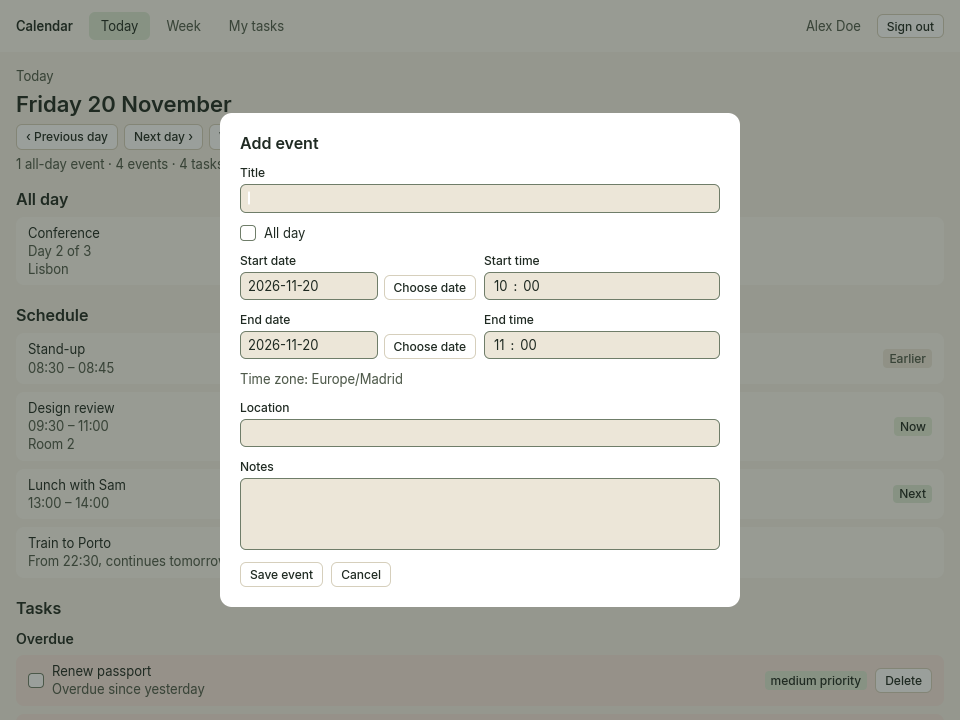 Calendar Today Week My tasks Alex Doe Sign out
Today
Friday 20 November
‹ Previous day Next day ›
1 all-day event · 4 events · 4 tasks
All day
Conference
Day 2 of 3
Lisbon
Schedule
Stand-up
08:30 – 08:45
Earlier
Design review
09:30 – 11:00
Room 2
Now
Lunch with Sam
13:00 – 14:00
Next
Train to Porto
From 22:30, continues
Tasks
Overdue
Renew passport
Overdue since yesterday
medium priority Delete
Add event
Title
All day
Start date Start time
2026-11-20 Choose date 10 : 00
End date End time
2026-11-20 Choose date 11 : 00
Time zone: Europe/Madrid
Location
Notes
Save event Cancel